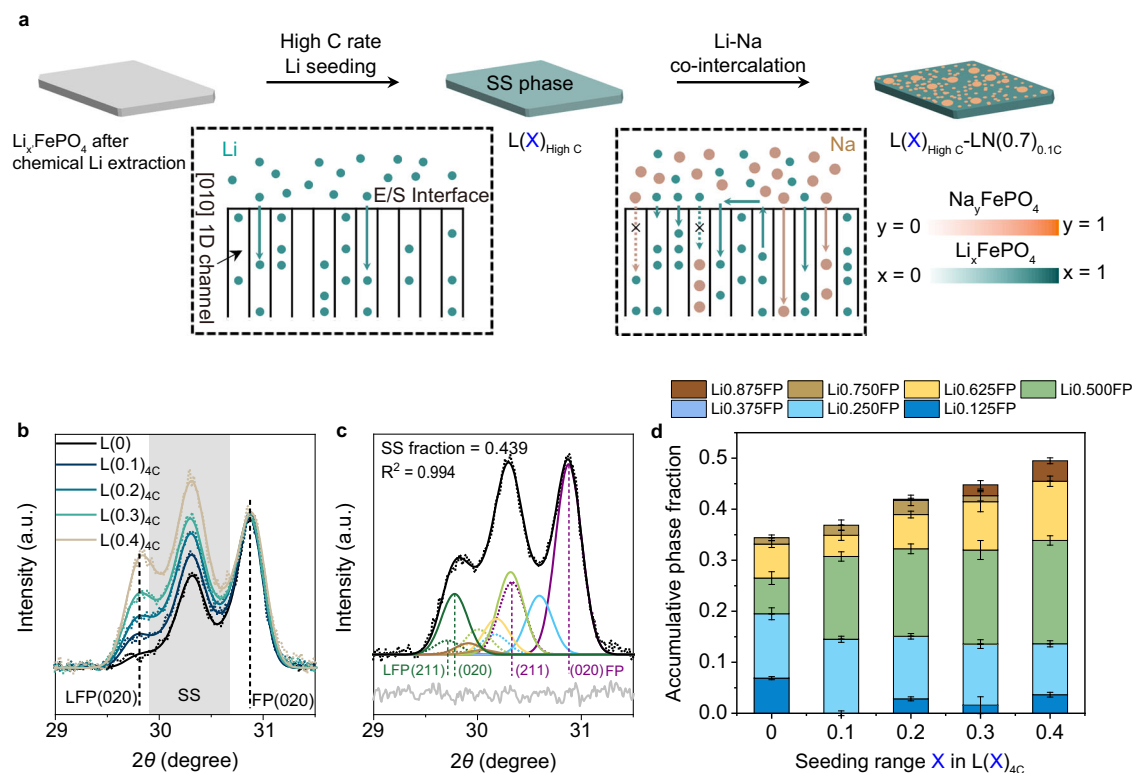 a
High C rate
Li seeding
Li-Na
co-intercalation
SS phase
LiₓFePO₄ after
chemical Li extraction
L(X)High C
L(X)High C-LN(0.7)0.1C
Li
E/S Interface
[010] 1D channel
Na
NaᵧFePO₄
y = 0
y = 1
LiₓFePO₄
x = 0
x = 1
b
L(0)
L(0.1)4C
L(0.2)4C
L(0.3)4C
L(0.4)4C
LFP(020)
SS
FP(020)
Intensity (a.u.)
29
30
31
2θ (degree)
c
SS fraction = 0.439
R² = 0.994
LFP(211)
(020)
(211)
(020)FP
Intensity (a.u.)
29
30
31
2θ (degree)
Li0.875FP
Li0.750FP
Li0.625FP
Li0.500FP
Li0.375FP
Li0.250FP
Li0.125FP
d
Accumulative phase fraction
0.5
0.4
0.3
0.2
0.1
0.0
0
0.1
0.2
0.3
0.4
Seeding range X in L(X)4C